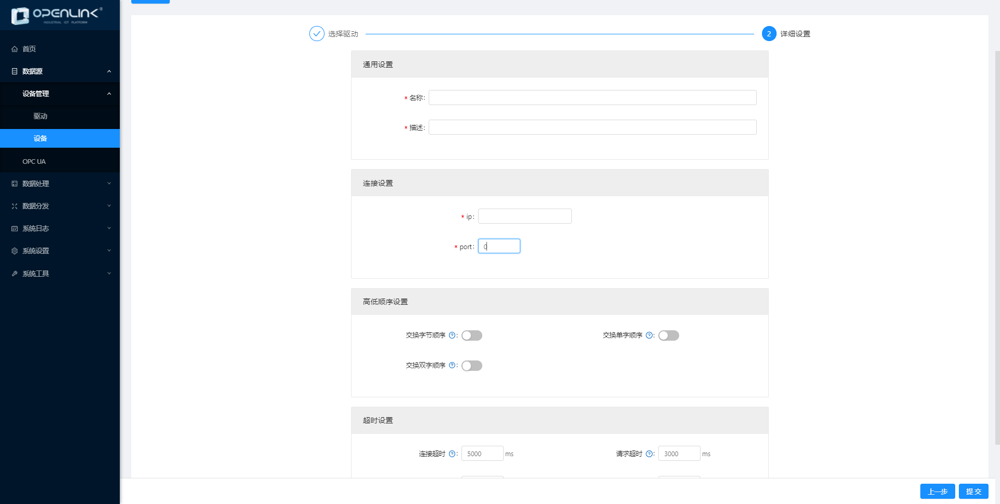 OPENLINK®
INDUSTRIAL IOT PLATFORM
首页
数据源
设备管理
驱动
设备
OPC UA
数据处理
数据分发
系统日志
系统设置
系统工具
选择驱动
2 详细设置
通用设置
* 名称:
* 描述:
连接设置
* ip:
* port: 0
高低顺序设置
交换字节顺序 ? : 交换单字顺序 ? :
交换双字顺序 ? :
超时设置
连接超时 ? : 5000 ms 请求超时 ? : 3000 ms
上一步 提交